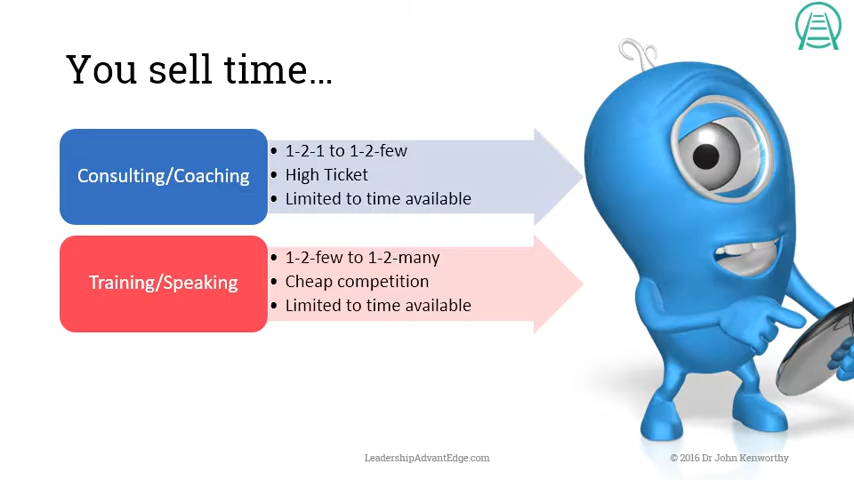 You sell time…
Consulting/Coaching
• 1-2-1 to 1-2-few
• High Ticket
• Limited to time available
Training/Speaking
• 1-2-few to 1-2-many
• Cheap competition
• Limited to time available
LeadershipAdvantEdge.com
© 2016 Dr John Kenworthy